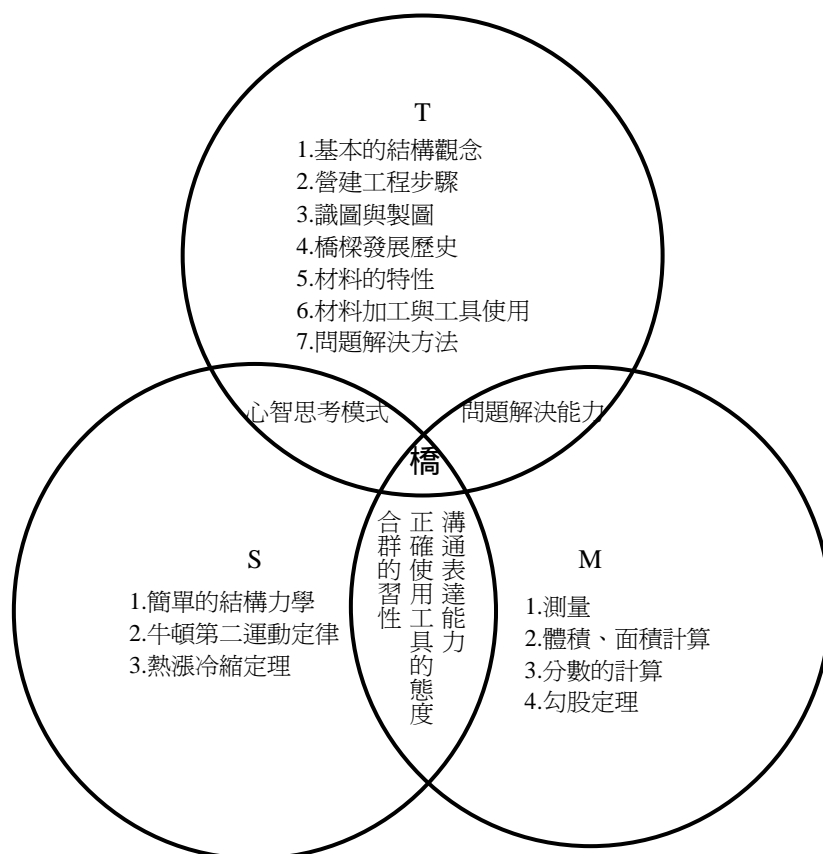 T
1.基本的結構觀念
2.營建工程步驟
3.識圖與製圖
4.橋樑發展歷史
5.材料的特性
6.材料加工與工具使用
7.問題解決方法
心智思考模式
問題解決能力
橋
溝通表達能力
正確使用工具的態度
合群的習性
S
1.簡單的結構力學
2.牛頓第二運動定律
3.熱漲冷縮定理
M
1.測量
2.體積、面積計算
3.分數的計算
4.勾股定理